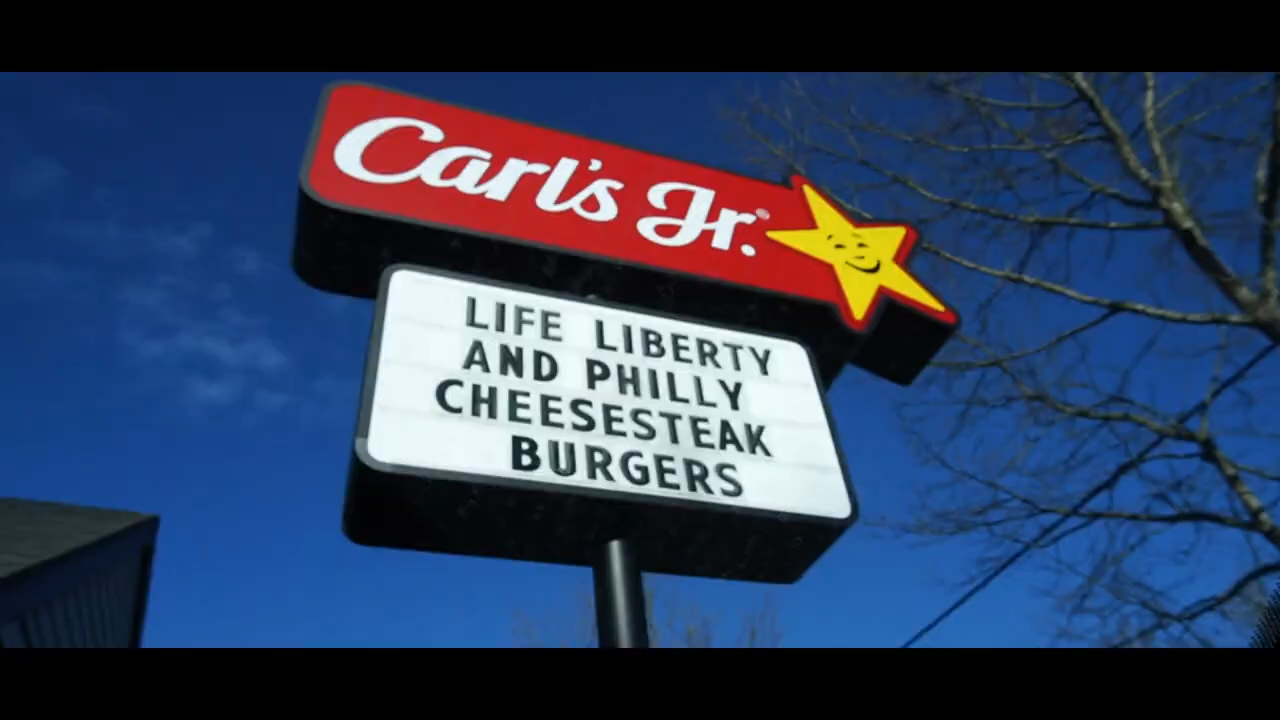 Carl's Jr.®
LIFE LIBERTY
AND PHILLY
CHEESESTEAK
BURGERS